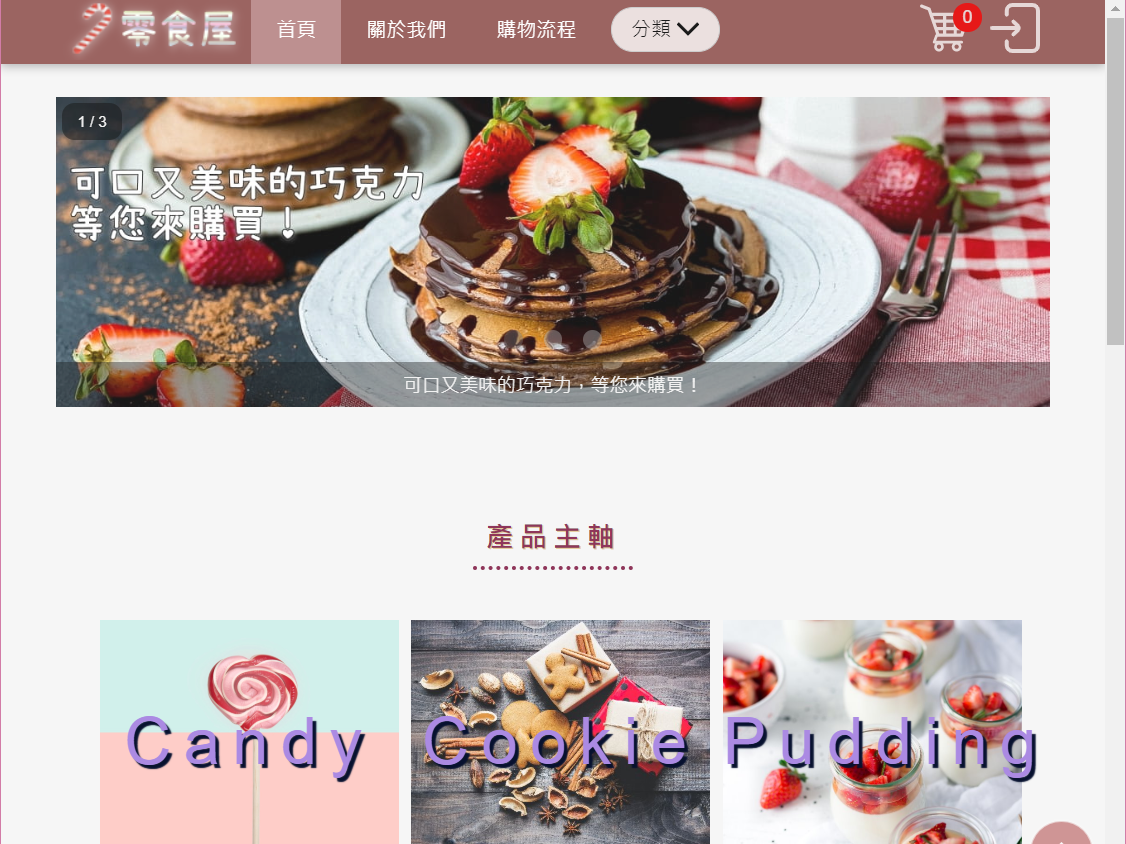 零食屋
首頁
關於我們
購物流程
分類
0
1 / 3
可口又美味的巧克力
等您來購買！
可口又美味的巧克力，等您來購買！
產品主軸
Candy
Cookie
Pudding